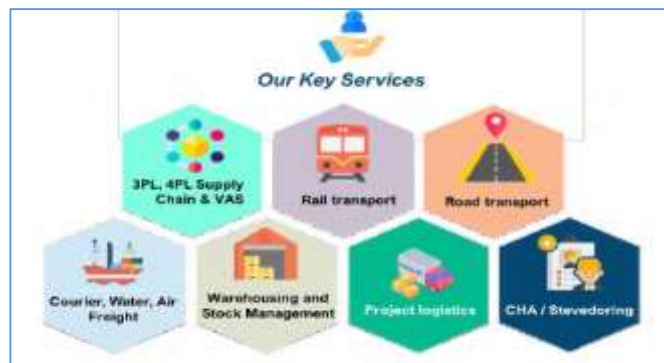 Our Key Services
3PL, 4PL Supply
Chain & VAS
Rail transport
Road transport
Courier, Water, Air
Freight
Warehousing and
Stock Management
Project logistics
CHA / Stevedoring